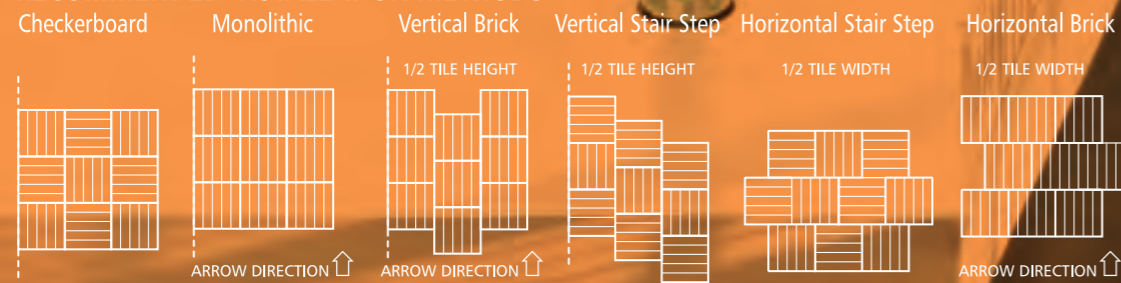 Checkerboard Monolithic Vertical Brick Vertical Stair Step Horizontal Stair Step Horizontal Brick
1/2 TILE HEIGHT 1/2 TILE HEIGHT 1/2 TILE WIDTH 1/2 TILE WIDTH
ARROW DIRECTION ARROW DIRECTION ARROW DIRECTION